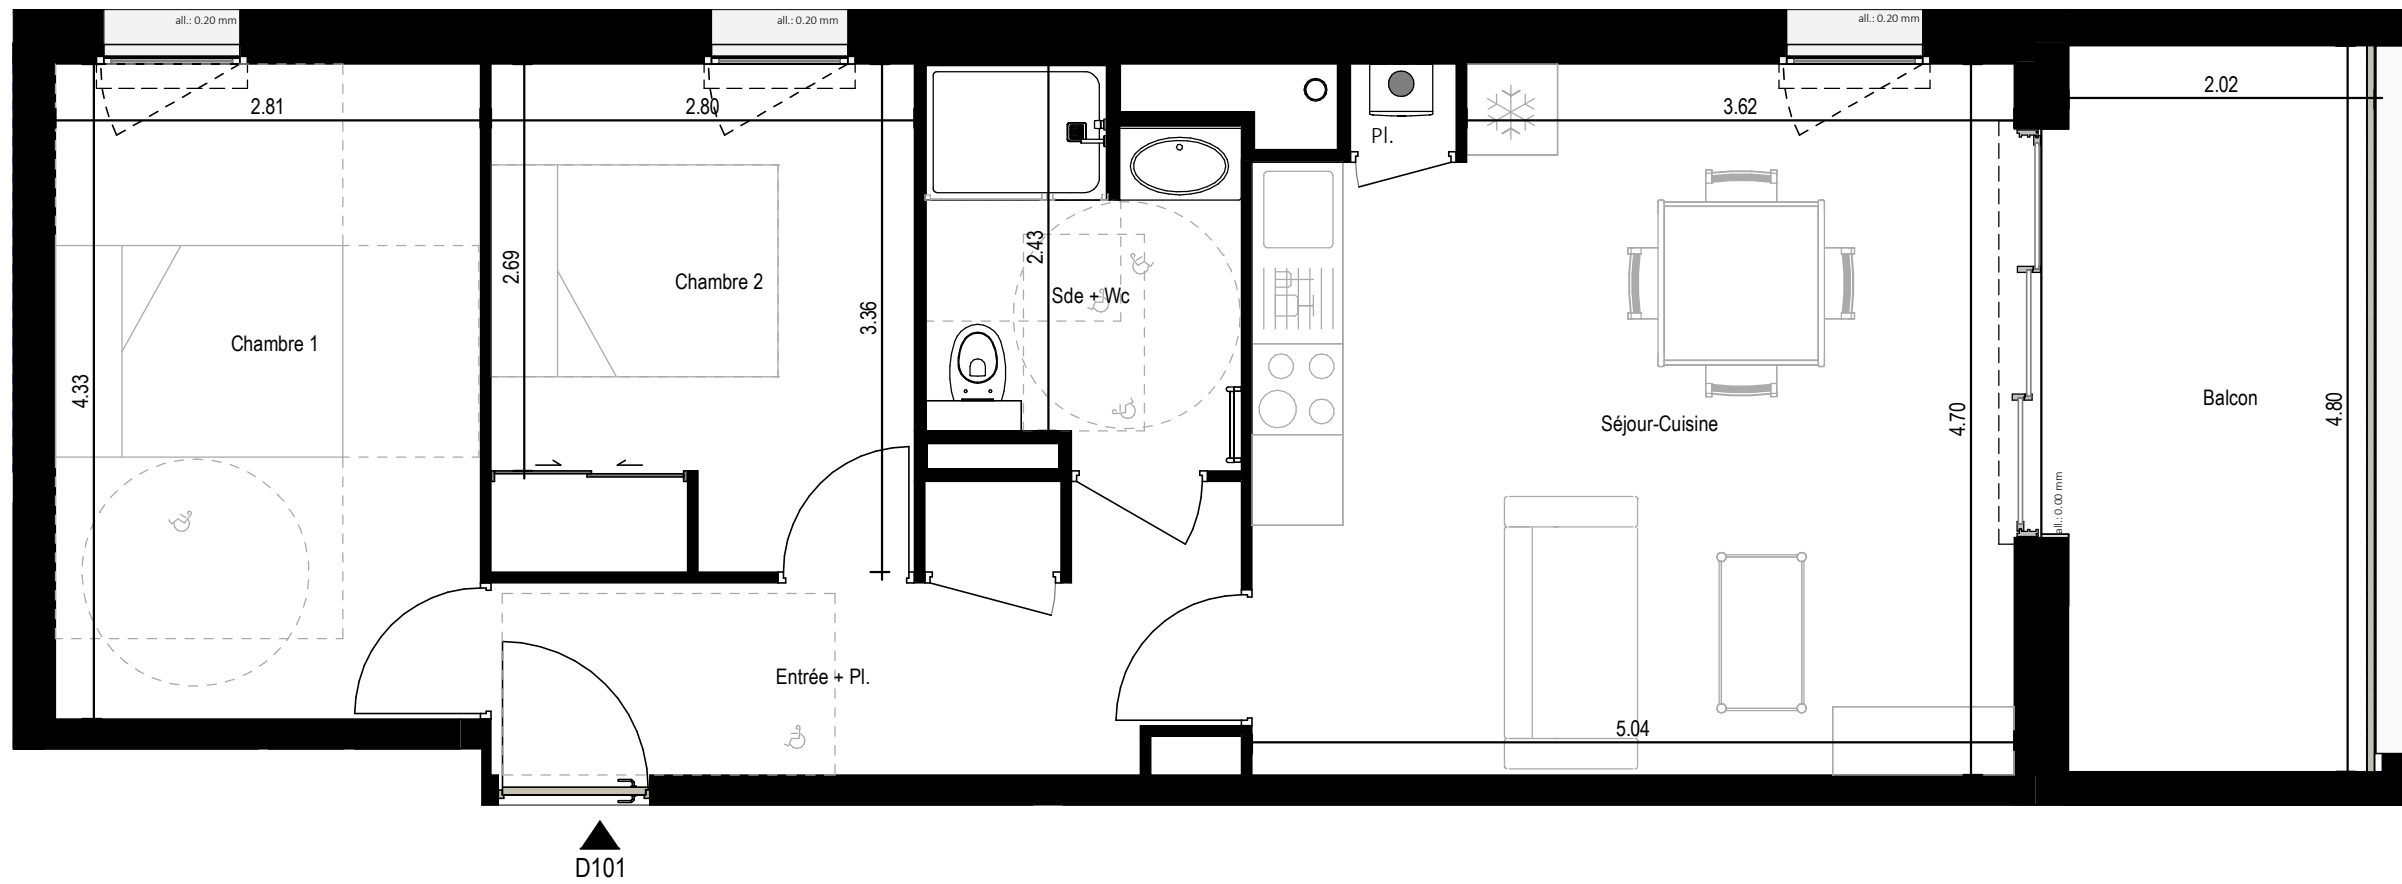 all.: 0.20 mm
all.: 0.20 mm
all.: 0.20 mm
2.81
2.80
3.62
2.02
Pl.
2.69
Chambre 2
2.43
Sde + Wc
3.36
Chambre 1
4.33
Séjour-Cuisine
4.70
Balcon
4.80
all.: 0.00 mm
Entrée + Pl.
5.04
D101